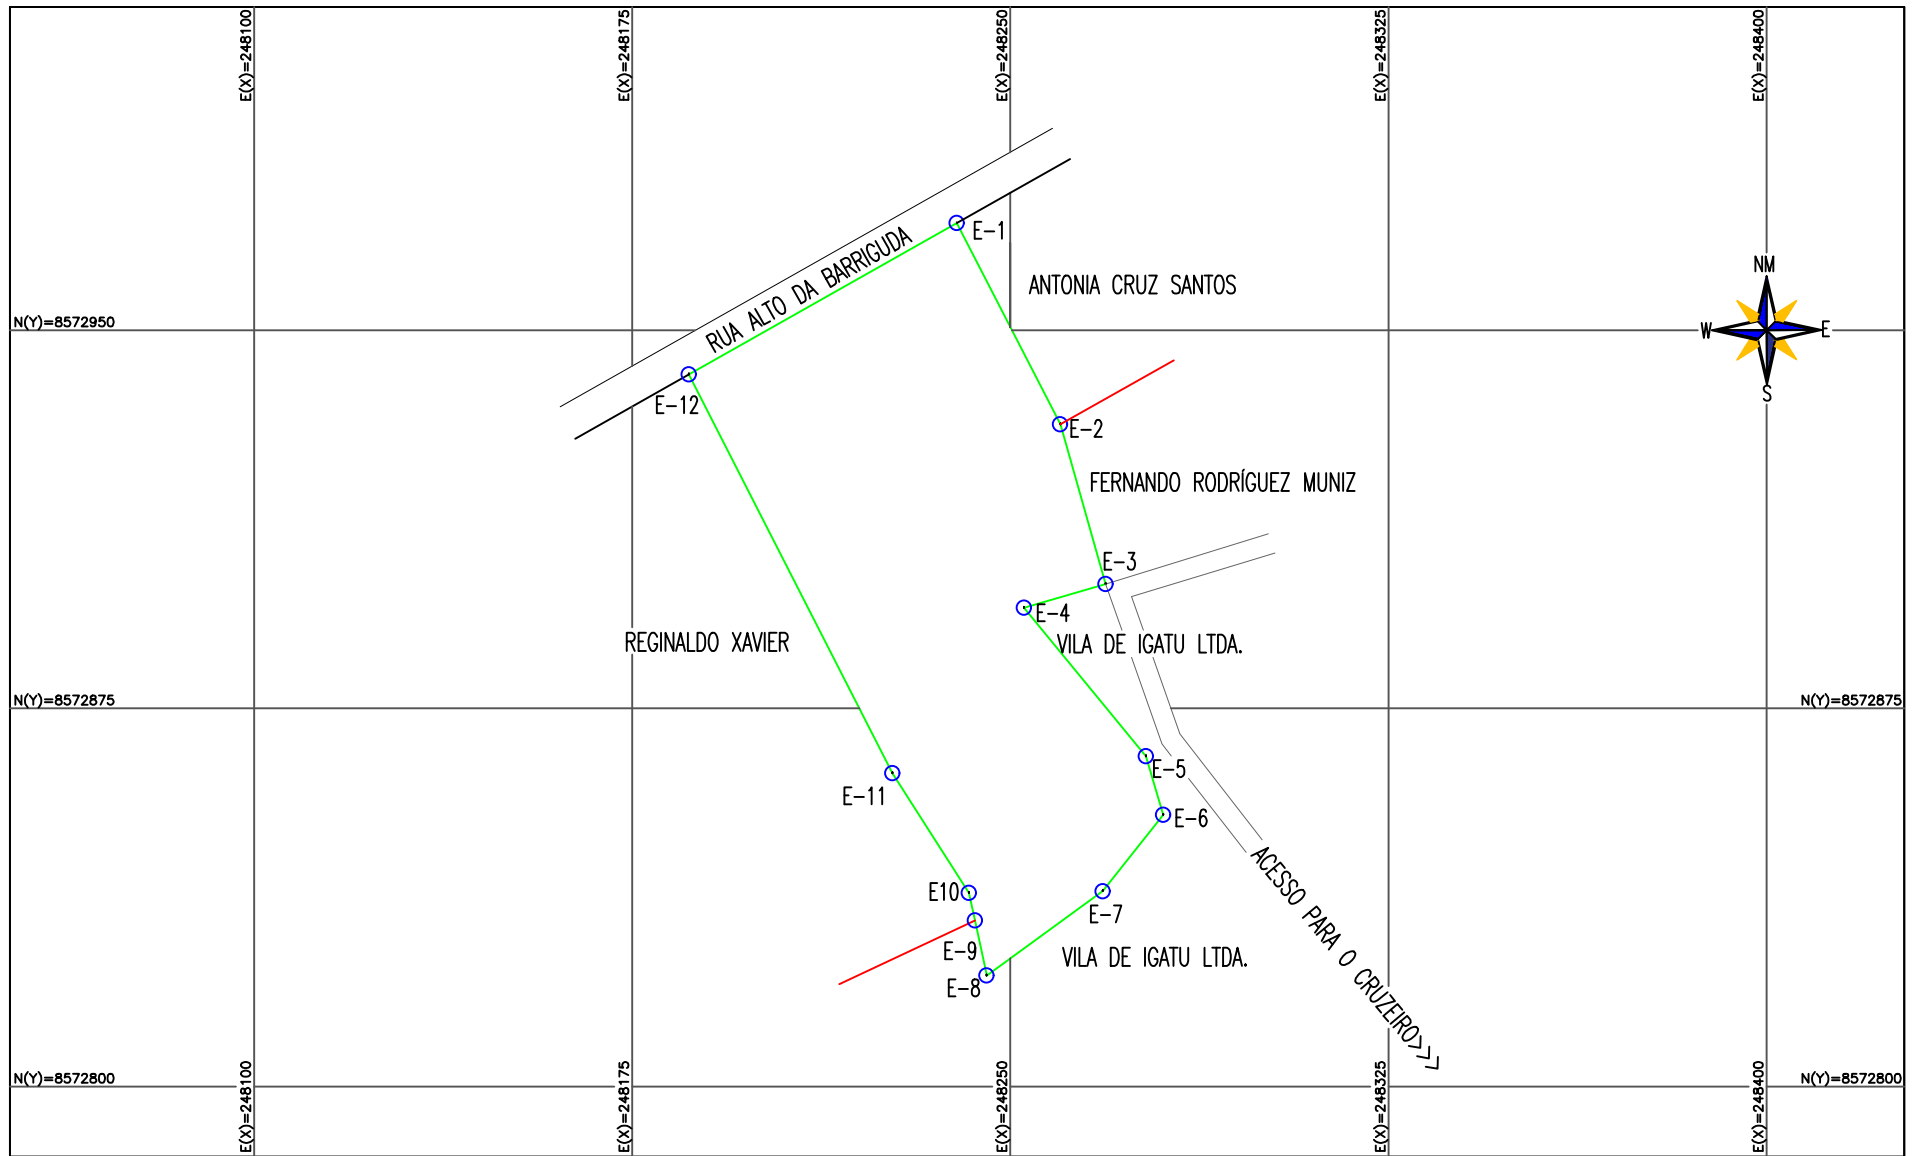 E(X)=248100
E(X)=248175
E(X)=248250
E(X)=248325
E(X)=248400
E-1
RUA ALTO DA BARRIGUDA
ANTONIA CRUZ SANTOS
NM
N(Y)=8572950
W
E
S
E-12
E-2
FERNANDO RODRÍGUEZ MUNIZ
E-3
E-4
REGINALDO XAVIER
VILA DE IGATU LTDA.
N(Y)=8572875
N(Y)=8572875
E-5
E-11
E-6
ACESSO PARA O CRUZEIRO>>>
E10
E-7
E-9
VILA DE IGATU LTDA.
E-8
N(Y)=8572800
N(Y)=8572800
E(X)=248100
E(X)=248175
E(X)=248250
E(X)=248325
E(X)=248400